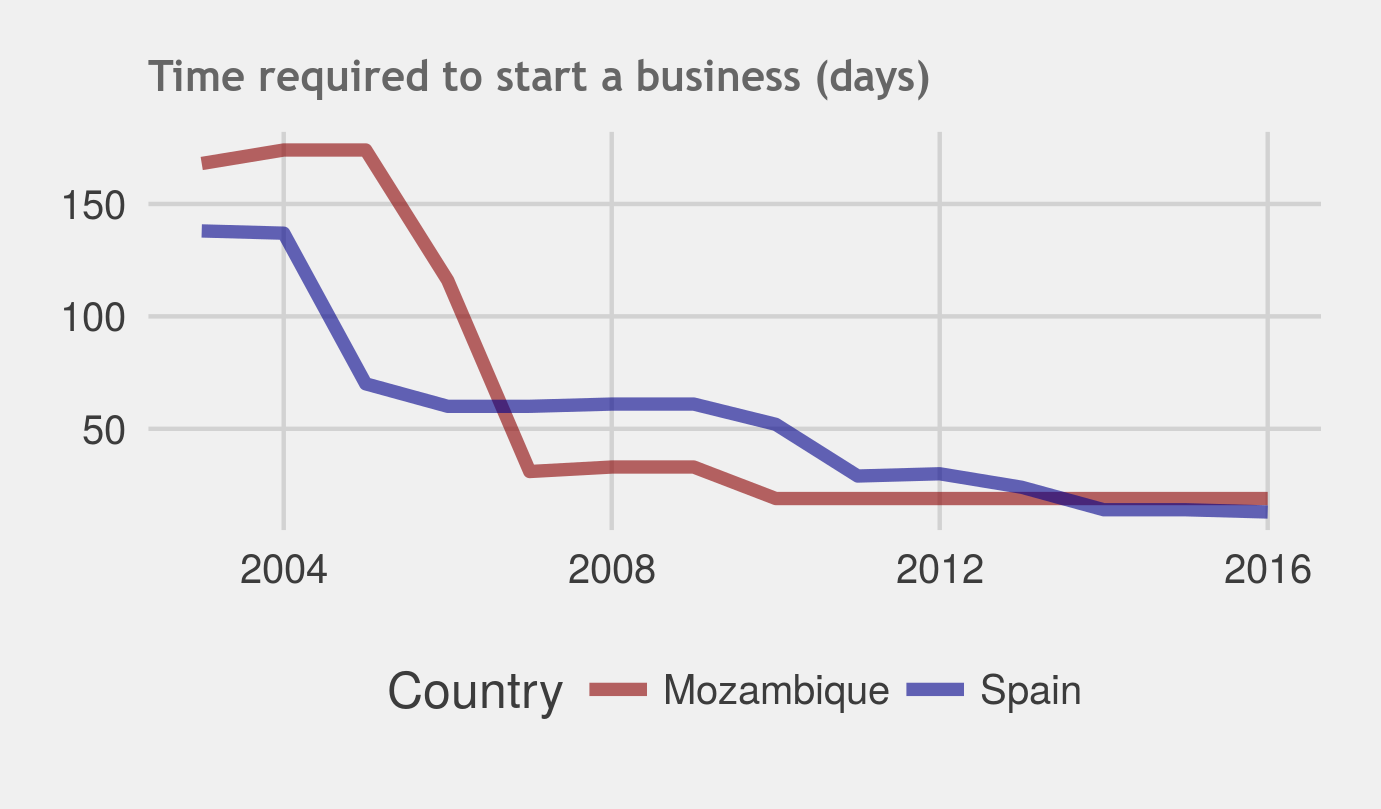 Time required to start a business (days)
150
100
50
2004 2008 2012 2016
Country Mozambique Spain